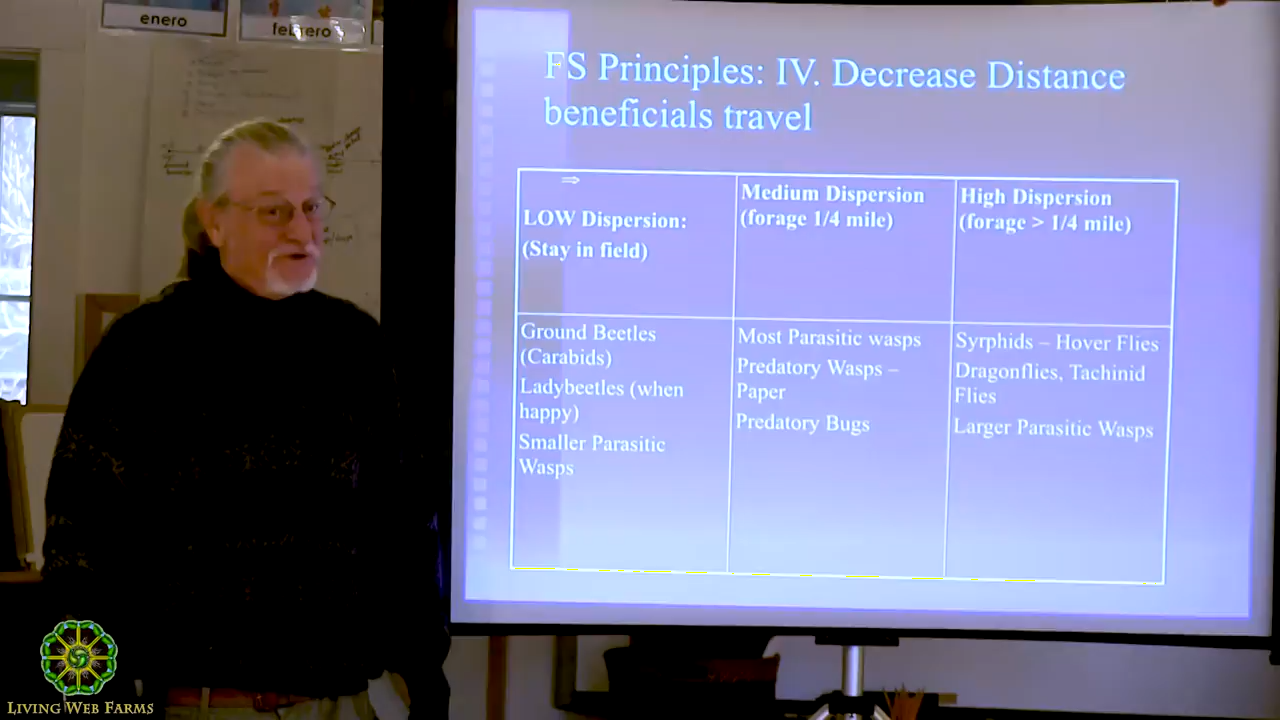 enero
febrero
FS Principles: IV. Decrease Distance
beneficials travel
⇒
LOW Dispersion:
(Stay in field)
Medium Dispersion
(forage 1/4 mile)
High Dispersion
(forage > 1/4 mile)
Ground Beetles
(Carabids)
Ladybeetles (when
happy)
Smaller Parasitic
Wasps
Most Parasitic wasps
Predatory Wasps –
Paper
Predatory Bugs
Syrphids – Hover Flies
Dragonflies, Tachinid
Flies
Larger Parasitic Wasps
LIVING WEB FARMS